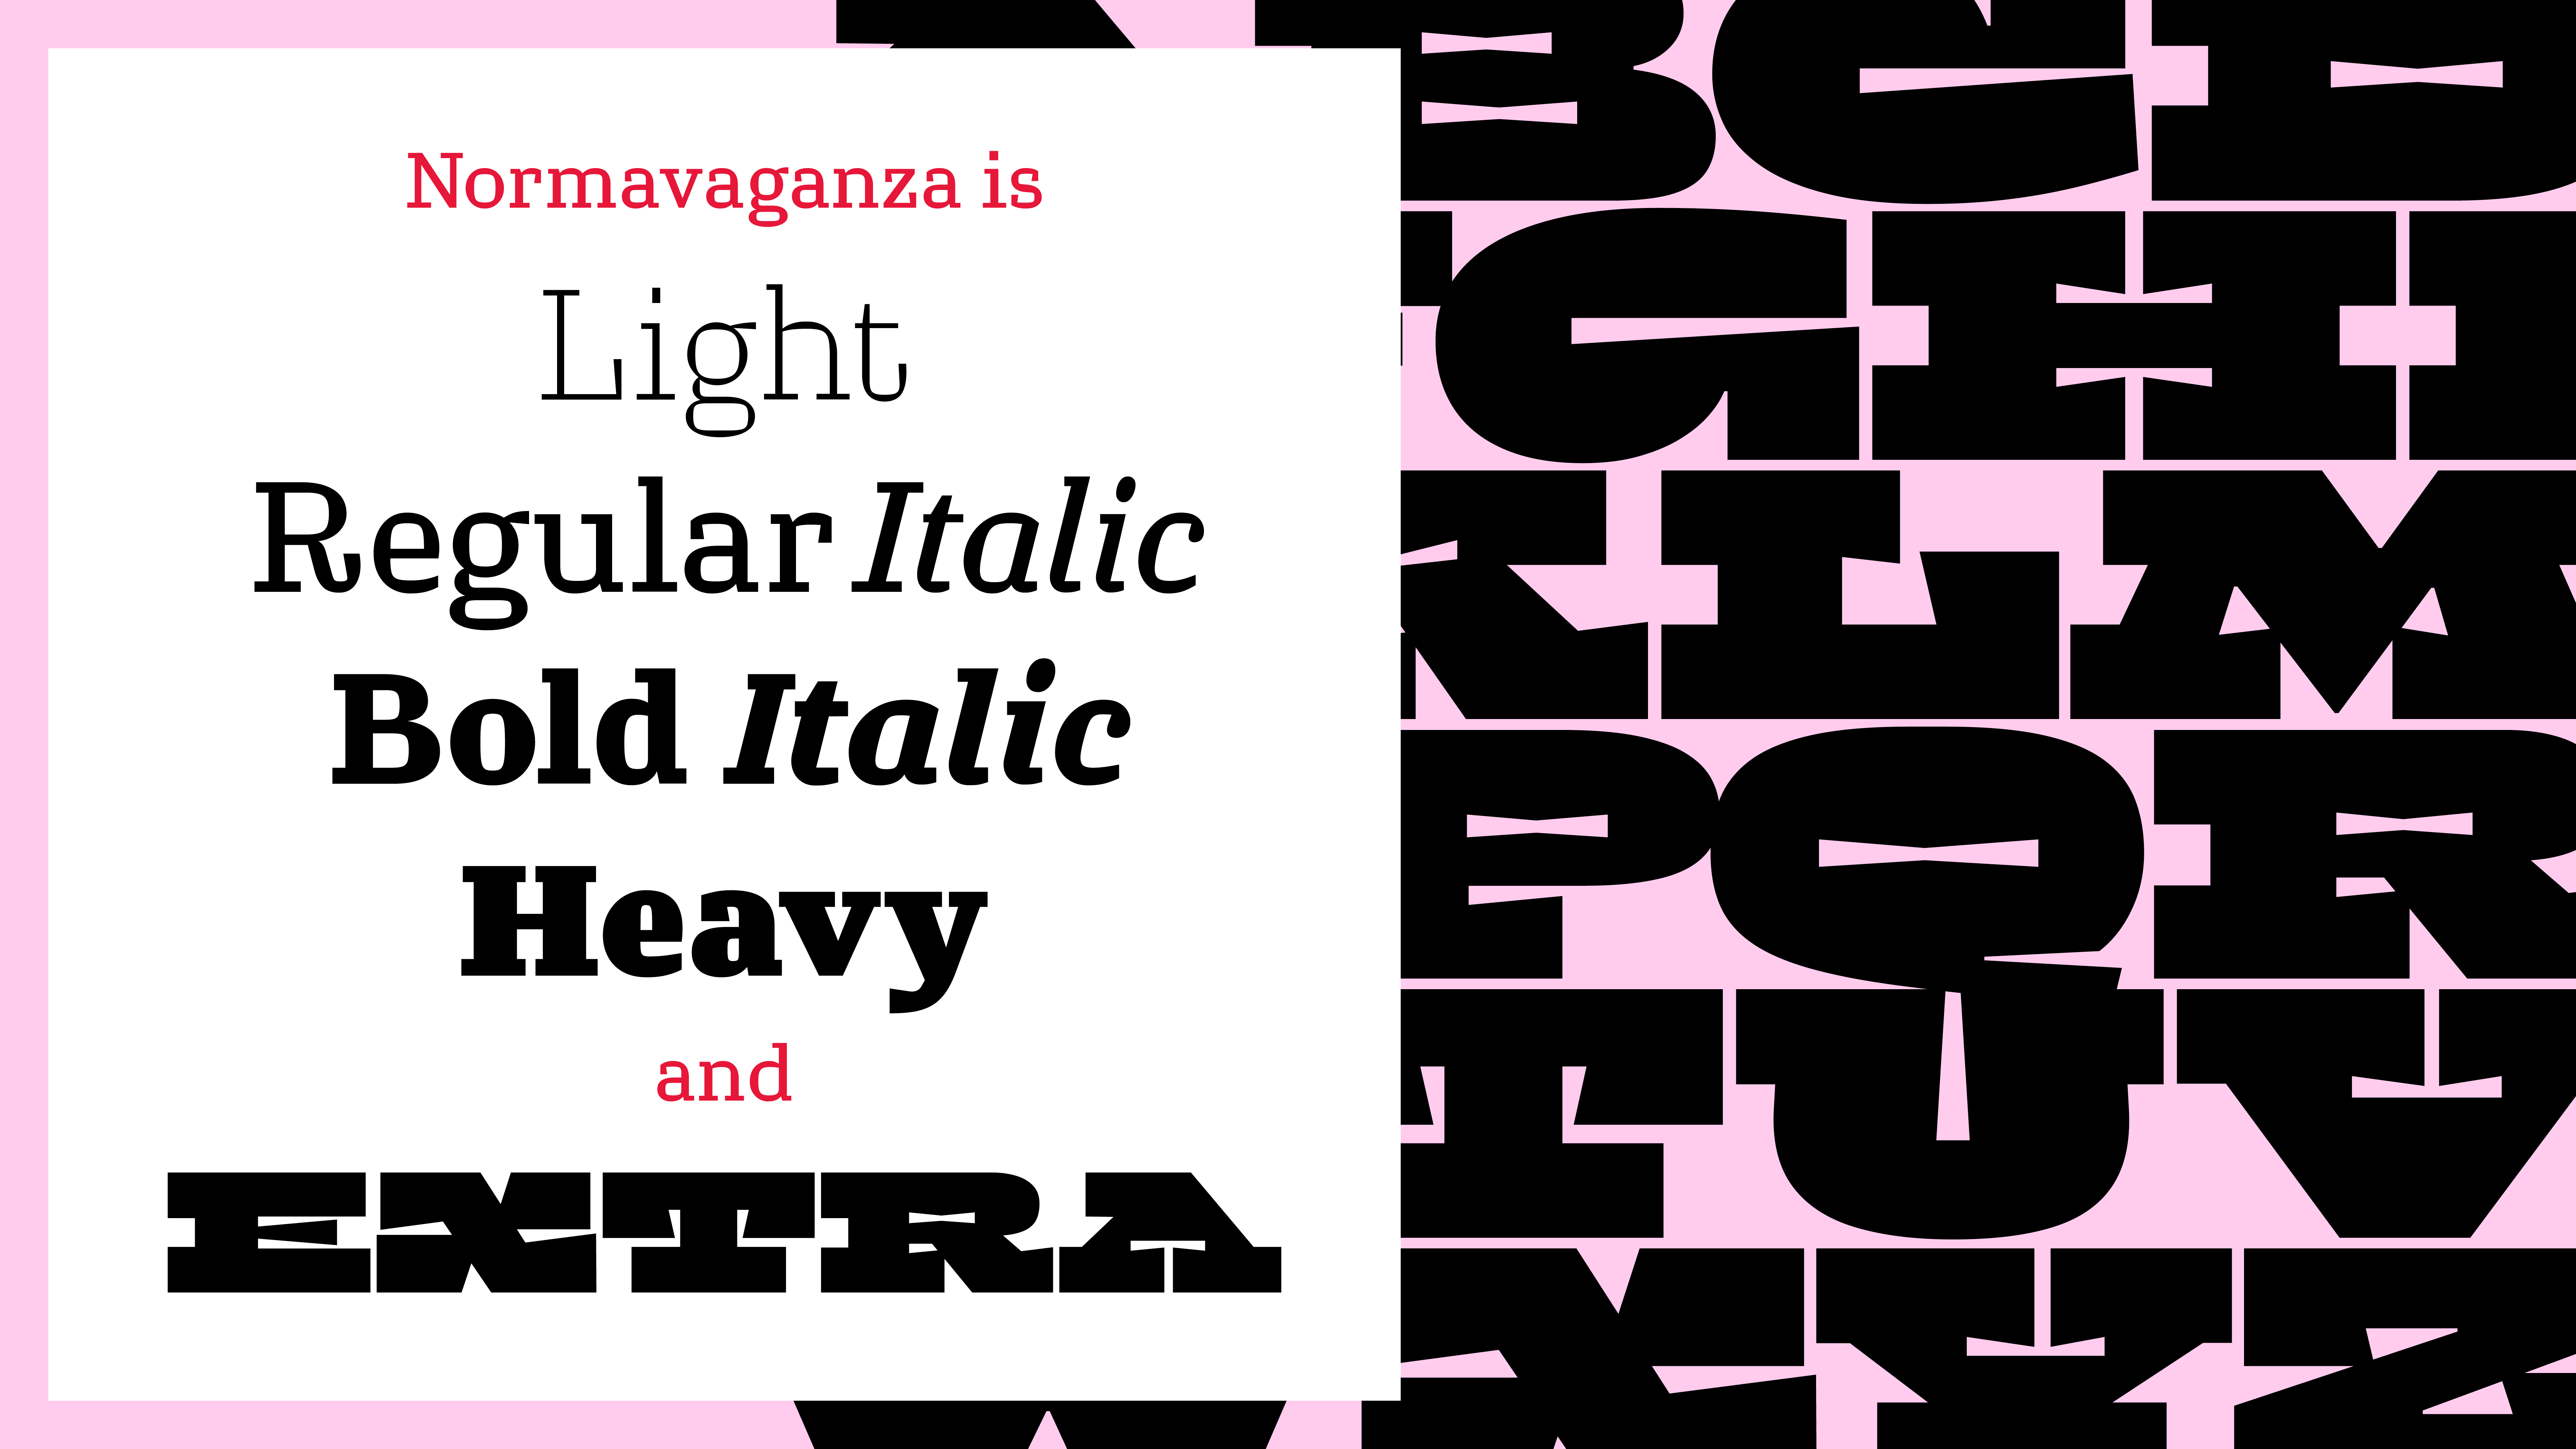 Normavaganza is
Light
Regular Italic
Bold Italic
Heavy
and
EXTRA
A B C D
G H I
K L M
P Q R
T U V
W X Y Z